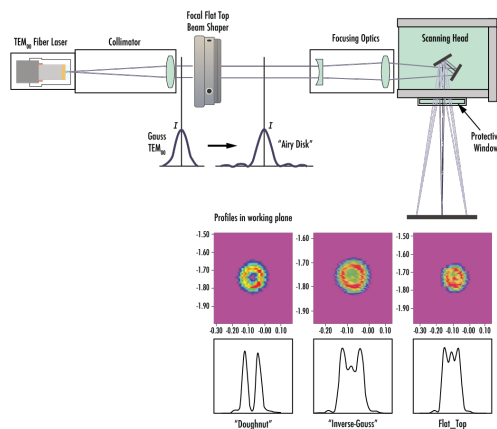 Focal Flat Top
Beam Shaper
TEM00 Fiber Laser
Collimator
Focusing Optics
Scanning Head
I
I
Gauss
TEM00
"Airy Disk"
Protective
Window
Profiles in working plane
-1.50
-1.60
-1.70
-1.80
-1.90
-0.30 -0.20 -0.10 -0.00 0.10
-1.60
-1.70
-1.80
-1.90
-0.30 -0.20 -0.10 -0.00 0.10
-1.50
-1.60
-1.70
-1.80
-1.90
-0.20 -0.10 -0.00 0.10
"Doughnut"
"Inverse-Gauss"
Flat_Top